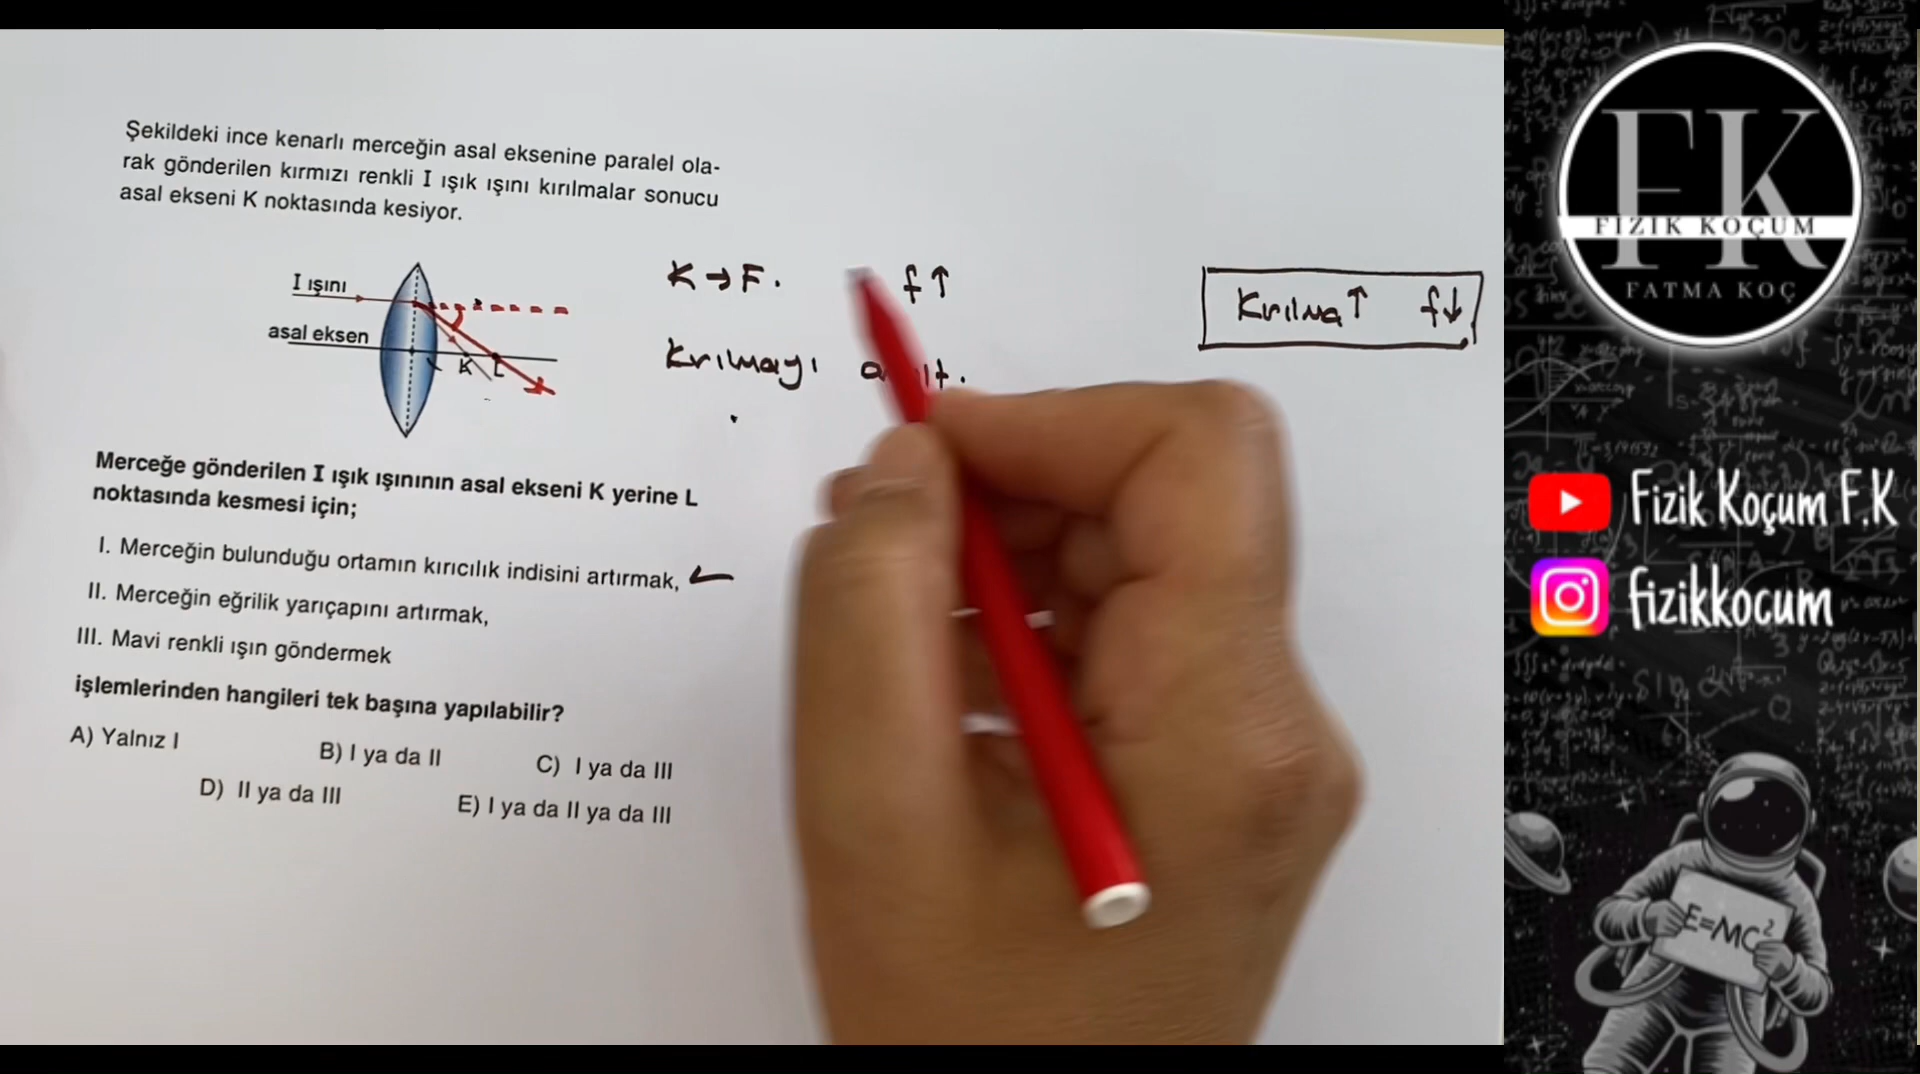 Şekildeki ince kenarlı merceğin asal eksenine paralel ola-
rak gönderilen kırmızı renkli I ışık ışını kırılmalar sonucu
asal ekseni K noktasında kesiyor.
I ışını
asal eksen
K L
K → F. f↑
Kırılmayı
Kırılma↑ f↓
Merceğe gönderilen I ışık ışınının asal ekseni K yerine L
noktasında kesmesi için;
I. Merceğin bulunduğu ortamın kırıcılık indisini artırmak,
II. Merceğin eğrilik yarıçapını artırmak,
III. Mavi renkli ışın göndermek
işlemlerinden hangileri tek başına yapılabilir?
A) Yalnız I B) I ya da II C) I ya da III
D) II ya da III E) I ya da II ya da III
FK
FIZIK KOÇUM
FATMA KOÇ
Fizik Koçum F.K
fizikkocum
E=MC²